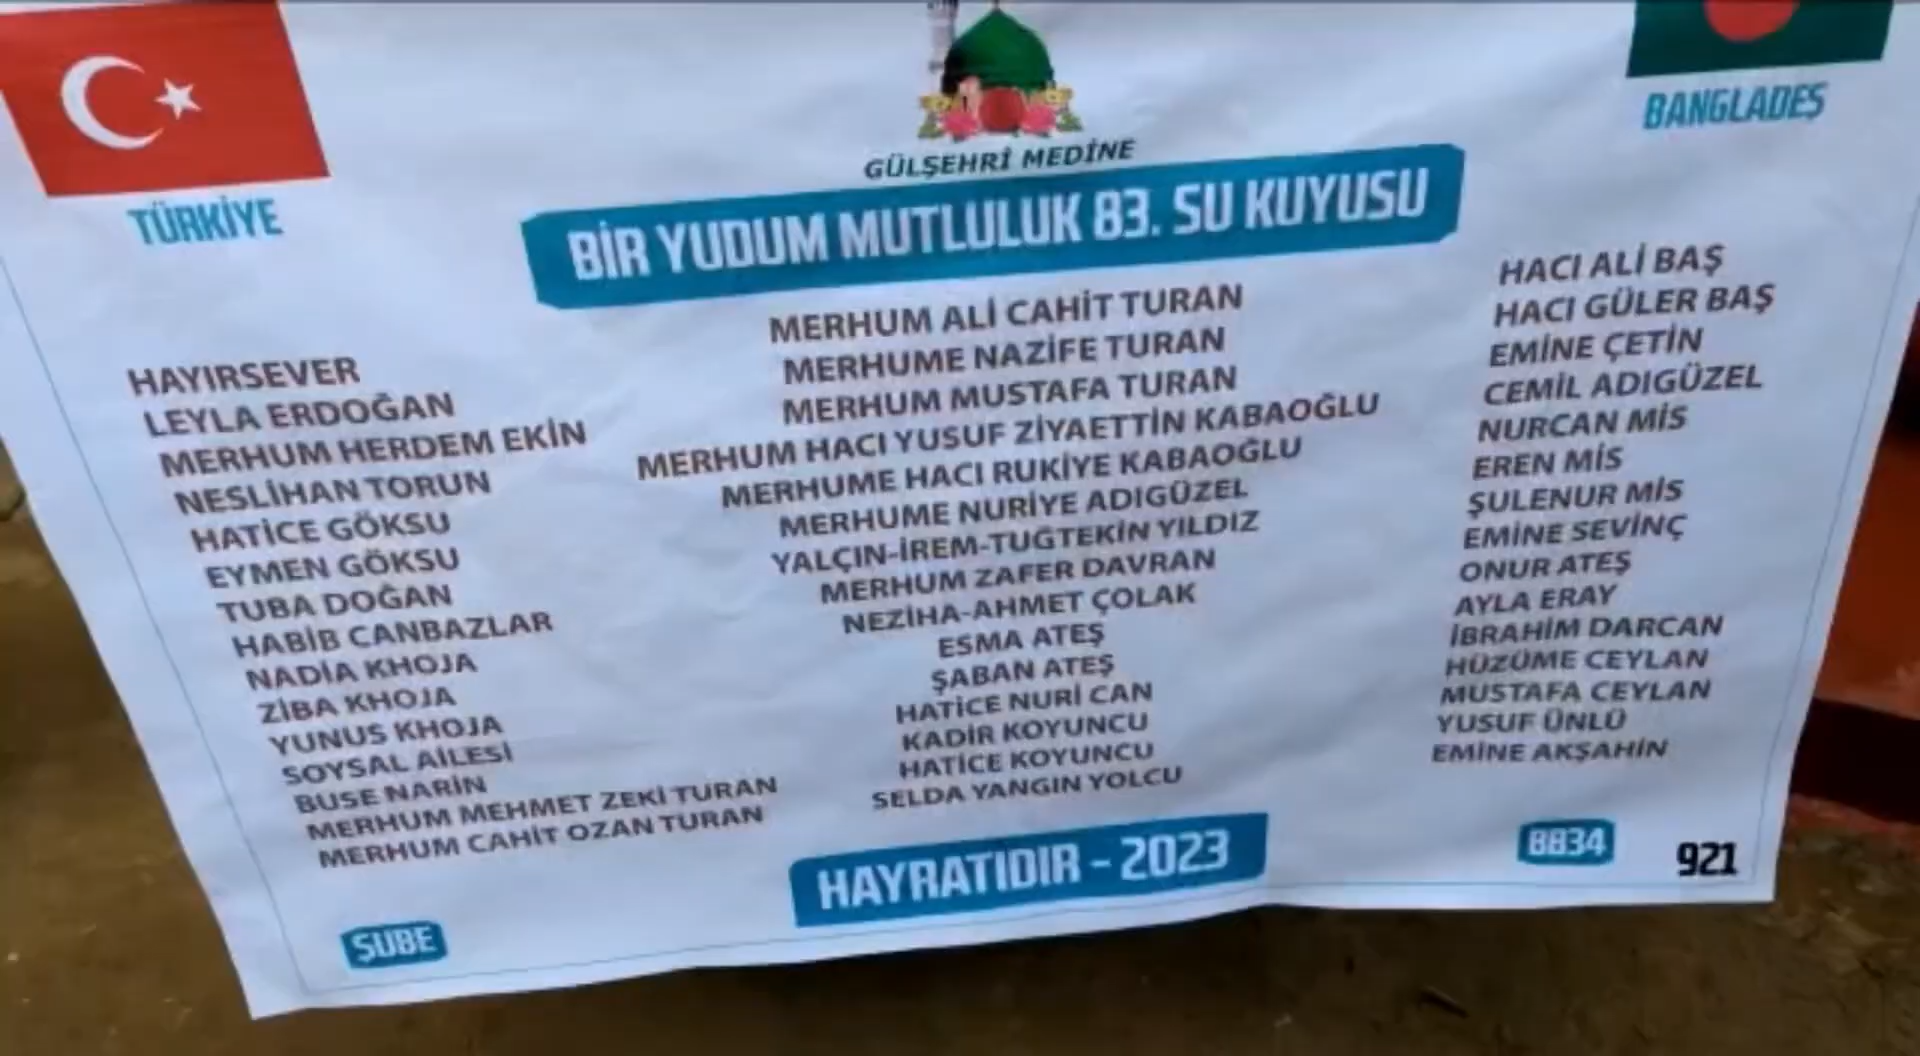 GÜLŞEHRİ MEDİNE
TÜRKİYE
BANGLADEŞ
BİR YUDUM MUTLULUK 83. SU KUYUSU
HAYIRSEVER
LEYLA ERDOĞAN
MERHUM HERDEM EKİN
NESLİHAN TORUN
HATİCE GÖKSU
EYMEN GÖKSU
TUBA DOĞAN
HABİB CANBAZLAR
NADİA KHOJA
ZİBA KHOJA
YUNUS KHOJA
SOYSAL AİLESİ
BUSE NARİN
MERHUM MEHMET ZEKİ TURAN
MERHUM CAHİT OZAN TURAN
MERHUM ALİ CAHİT TURAN
MERHUME NAZİFE TURAN
MERHUM MUSTAFA TURAN
MERHUM HACI YUSUF ZİYAETTİN KABAOĞLU
MERHUME HACI RUKİYE KABAOĞLU
MERHUME NURİYE ADIGÜZEL
YALÇIN-İREM-TUĞTEKİN YILDIZ
MERHUM ZAFER DAVRAN
NEZİHA-AHMET ÇOLAK
ESMA ATEŞ
ŞABAN ATEŞ
HATİCE NURİ CAN
KADİR KOYUNCU
HATİCE KOYUNCU
SELDA YANGIN YOLCU
HACI ALİ BAŞ
HACI GÜLER BAŞ
EMİNE ÇETİN
CEMİL ADIGÜZEL
NURCAN MİS
EREN MİS
ŞULENUR MİS
EMİNE SEVİNÇ
ONUR ATEŞ
AYLA ERAY
İBRAHİM DARCAN
HÜZÜME CEYLAN
MUSTAFA CEYLAN
YUSUF ÜNLÜ
EMİNE AKŞAHİN
HAYRATIDIR - 2023
ŞUBE
BB34
921